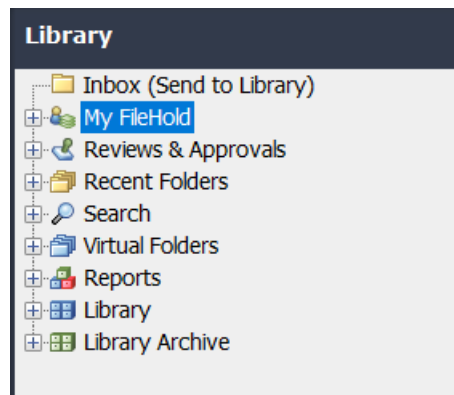 Library
Inbox (Send to Library)
My FileHold
Reviews & Approvals
Recent Folders
Search
Virtual Folders
Reports
Library
Library Archive